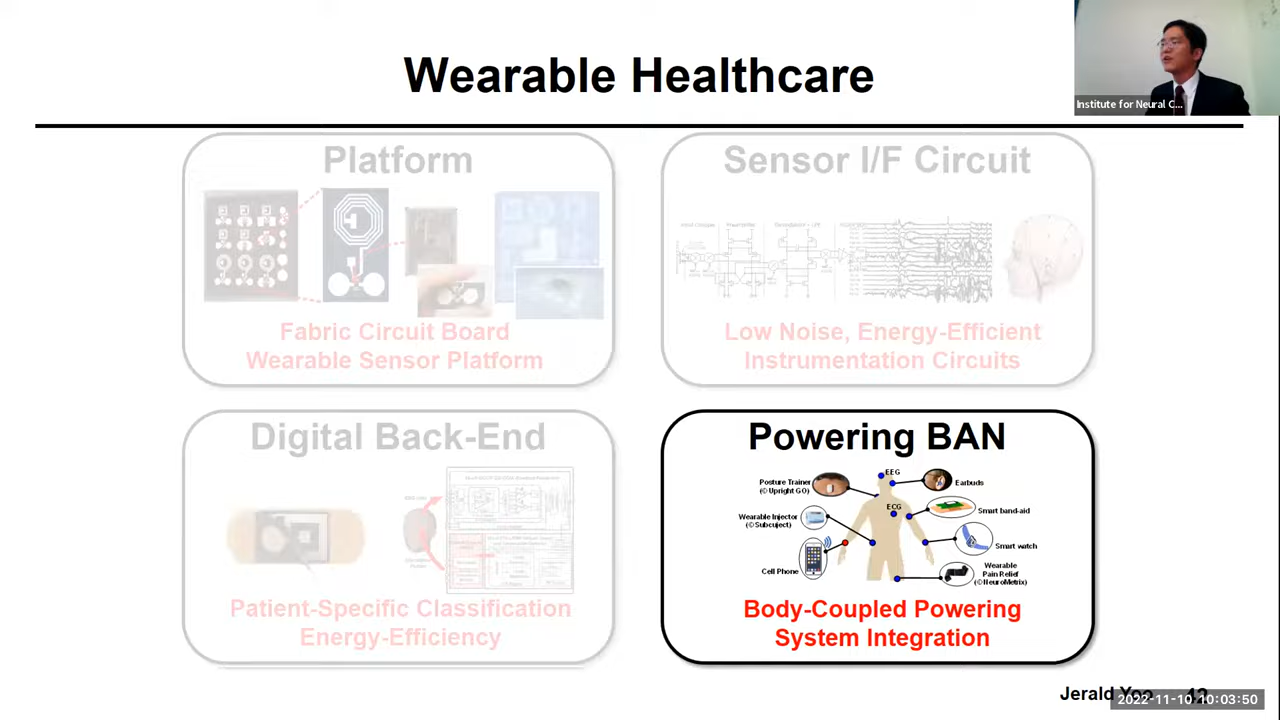 Wearable Healthcare
Institute for Neural C...
Platform
Fabric Circuit Board
Wearable Sensor Platform
Sensor I/F Circuit
Low Noise, Energy-Efficient
Instrumentation Circuits
Digital Back-End
Patient-Specific Classification
Energy-Efficiency
Powering BAN
EEG
Posture Trainer
(© Upright GO)
Earbuds
ECG
Smart band-aid
Wearable Injector
(©Subcuject)
Smart watch
Cell Phone
Wearable
Pain Relief
(©NeuroMetrix)
Body-Coupled Powering
System Integration
Jerald Yoo
42
2022-11-10 10:03:50